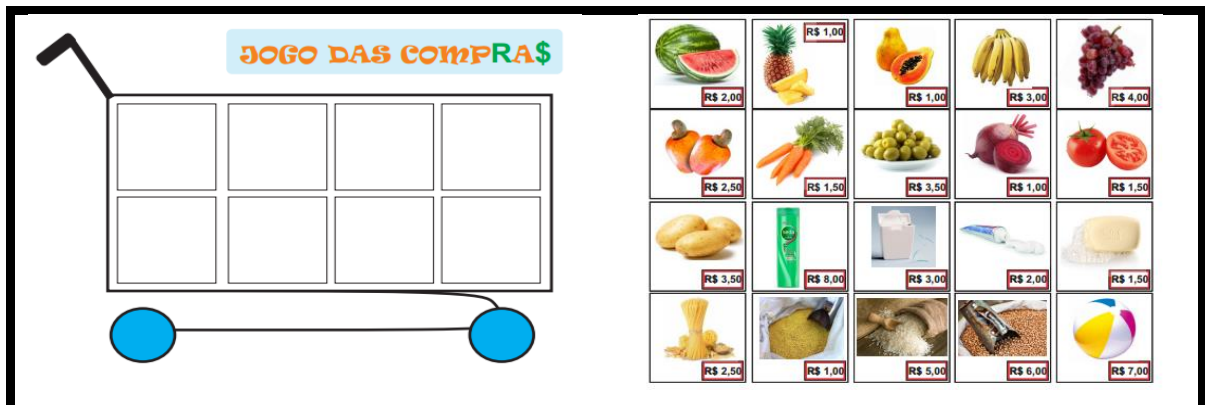 JOGO DAS COMPRA$
R$ 2,00
R$ 1,00
R$ 1,00
R$ 3,00
R$ 4,00
R$ 2,50
R$ 1,50
R$ 3,50
R$ 1,00
R$ 1,50
R$ 3,50
R$ 8,00
R$ 3,00
R$ 2,00
R$ 1,50
R$ 2,50
R$ 1,00
R$ 5,00
R$ 6,00
R$ 7,00